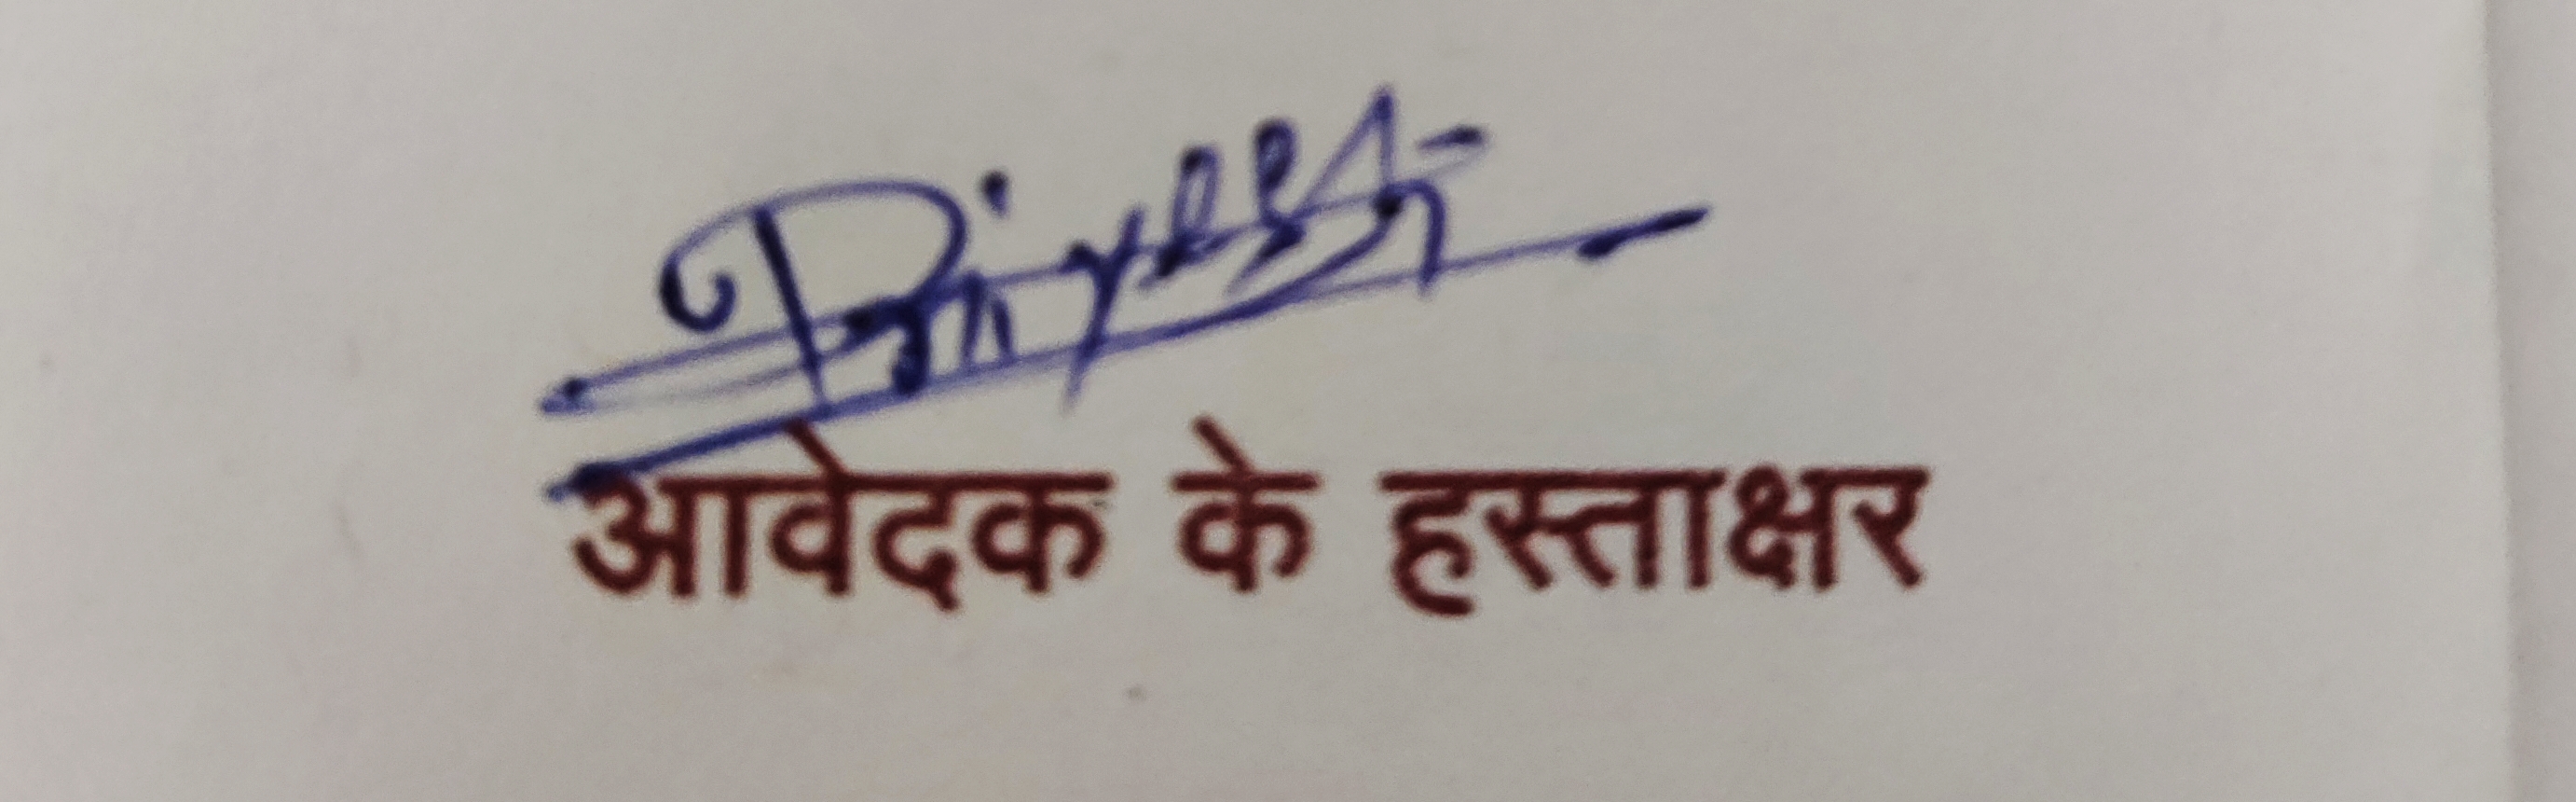 आवेदक के हस्ताक्षर